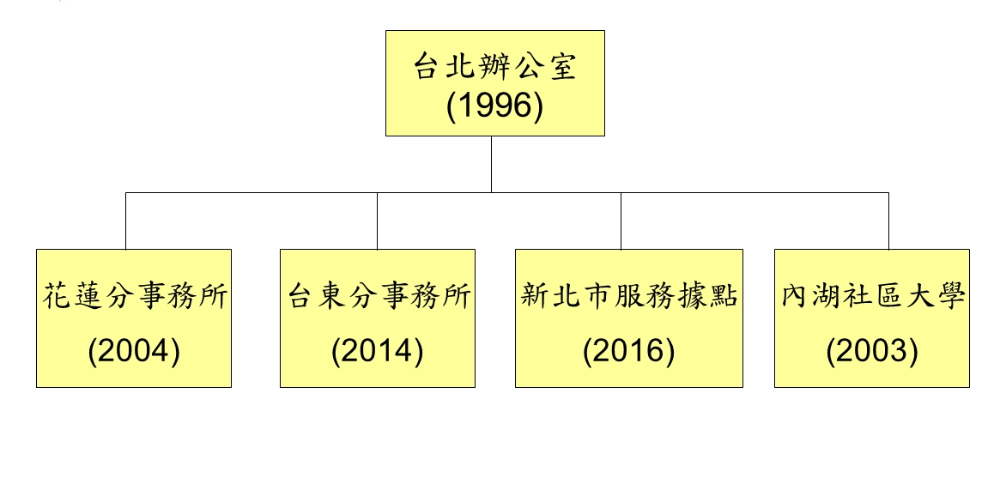 台北辦公室
(1996)
花蓮分事務所
(2004)
台東分事務所
(2014)
新北市服務據點
(2016)
內湖社區大學
(2003)